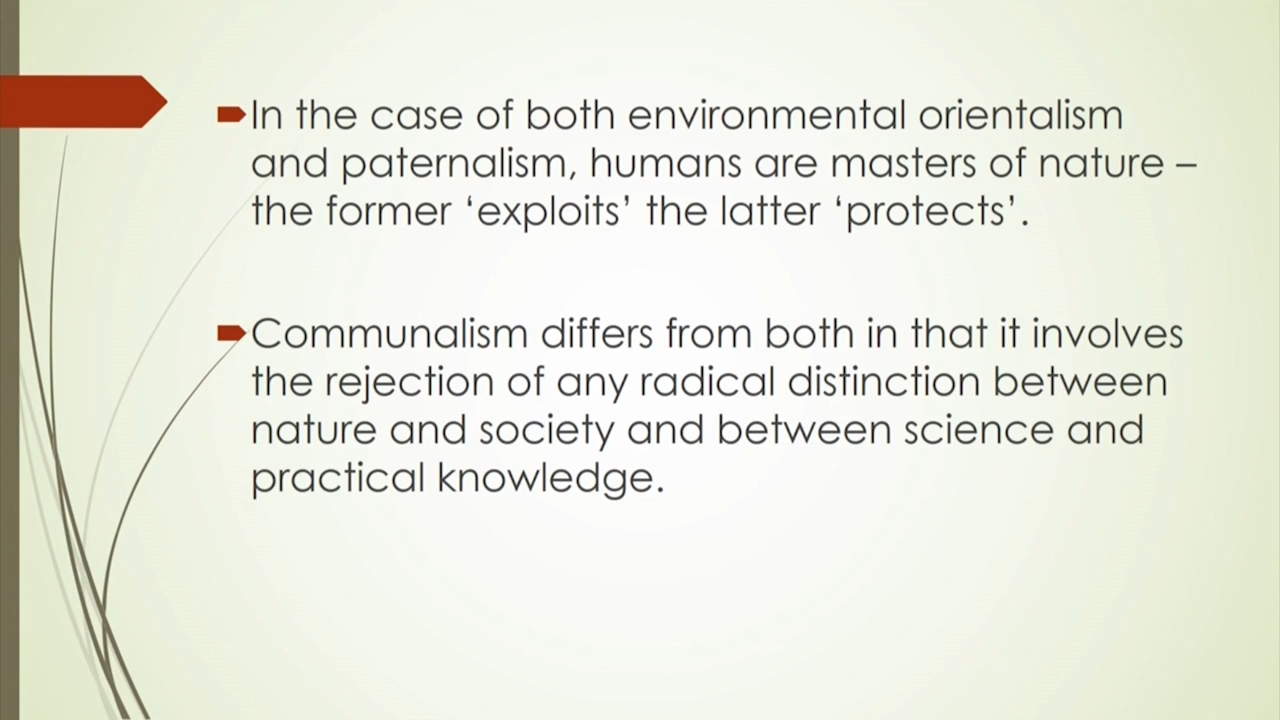 In the case of both environmental orientalism
and paternalism, humans are masters of nature –
the former ‘exploits’ the latter ‘protects’.
Communalism differs from both in that it involves
the rejection of any radical distinction between
nature and society and between science and
practical knowledge.